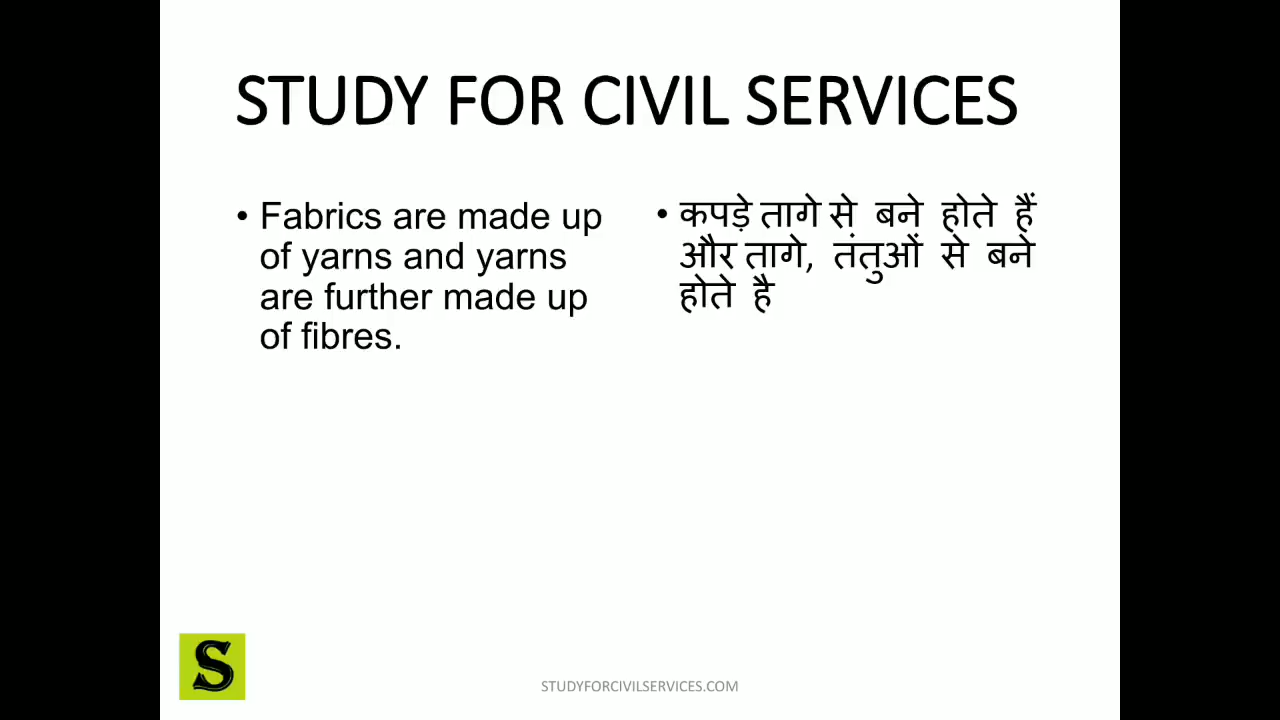 STUDY FOR CIVIL SERVICES
• Fabrics are made up
of yarns and yarns
are further made up
of fibres.
• कपड़े तागे से बने होते हैं
और तागे, तंतुओं से बने
होते है
S
STUDYFORCIVILSERVICES.COM